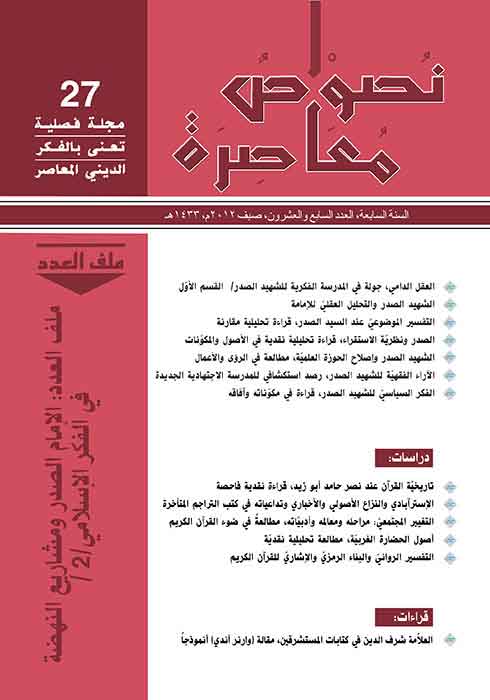 نُصُوصٌ
مُعَاصِرَة
27
مجلة فصلية
تعنى بالفكر
الديني المعاصر
السنة السابعة، العدد السابع والعشرون، صيف ٢٠١٢م، ١٤٣٣هـ
ملف العدد
ملف العدد: الإمام الصدر ومشاريع النهضة
في الفكر الإسلامي /2/
العقل الدامي، جولة في المدرسة الفكرية للشهيد الصدر/ القسم الأوّل
الشهيد الصدر والتحليل العقليّ للإمامة
التفسير الموضوعيّ عند السيد الصدر، قراءة تحليلية مقارنة
الصدر ونظريّة الاستقراء، قراءة تحليلية نقدية في الأصول والمكوّنات
الشهيد الصدر وإصلاح الحوزة العلميّة، مطالعة في الرؤى والأعمال
الآراء الفقهيّة للشهيد الصدر، رصد استكشافي للمدرسة الاجتهادية الجديدة
الفكر السياسيّ للشهيد الصدر، قراءة في مكوّناته وآفاقه
دراسات:
تاريخيّة القرآن عند نصر حامد أبو زيد، قراءة نقدية فاحصة
الإسترآبادي والنزاع الأصولي والأخباري وتداعياته في كتب التراجم المتأخرة
التغيير المجتمعيّ: مراحله ومعالمه وأدبيّاته، مطالعةٌ في ضوء القرآن الكريم
أصول الحضارة الغربيّة، مطالعة تحليلية نقديّة
التفسير الروائيّ والبناء الرمزيّ والإشاريّ للقرآن الكريم
قراءات:
العلاّمة شرف الدين في كتابات المستشرقين، مقالة (وارنر أندي) أنموذجاً